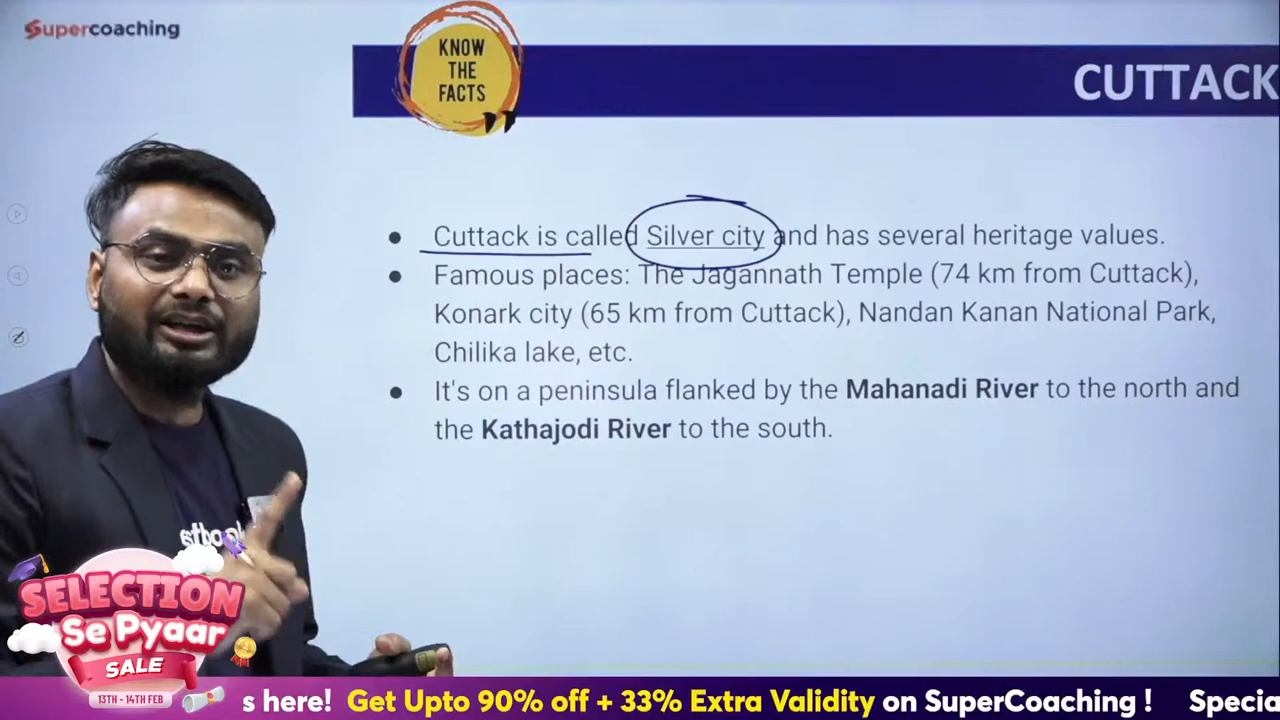 Supercoaching
KNOW
THE
FACTS
CUTTACK
Cuttack is called Silver city and has several heritage values.
Famous places: The Jagannath Temple (74 km from Cuttack),
Konark city (65 km from Cuttack), Nandan Kanan National Park,
Chilika lake, etc.
It's on a peninsula flanked by the Mahanadi River to the north and
the Kathajodi River to the south.
SELECTION
Se Pyaar
SALE
13TH - 14TH FEB
s here! Get Upto 90% off + 33% Extra Validity on SuperCoaching ! Specia